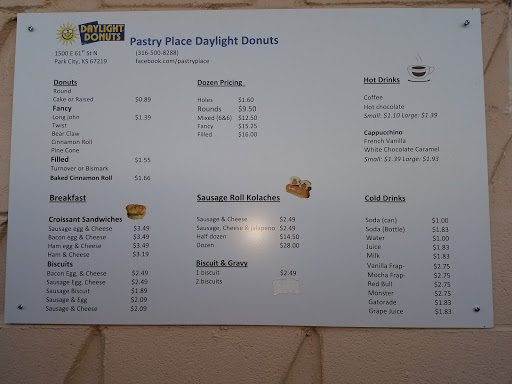 DAYLIGHT
DONUTS
Pastry Place Daylight Donuts
1500 E 61st St N
(316-500-8288)
Park City, KS 67219
facebook.com/pastryplace
Donuts
Round
Cake or Raised $0.89
Fancy
Long John $1.39
Twist
Bear Claw
Cinnamon Roll
Pine Cone
Filled $1.55
Turnover or Bismark
Baked Cinnamon Roll $1.66
Dozen Pricing
Holes $1.60
Rounds $9.50
Mixed (6&6) $12.50
Fancy $15.25
Filled $16.00
Hot Drinks
Coffee
Hot chocolate
Small: $1.10 Large: $1.39
Cappucchino
French Vanilla
White Chocolate Caramel
Small: $1.39 Large: $1.93
Breakfast
Croissant Sandwiches
Sausage egg & Cheese $3.49
Bacon egg & Cheese $3.49
Ham egg & Cheese $3.49
Ham & Cheese $3.19
Biscuits
Bacon Egg, & Cheese $2.49
Sausage Egg, Cheese $2.49
Sausage Biscuit $1.89
Sausage & Egg $2.09
Sausage & Cheese $2.09
Sausage Roll Kolaches
Sausage & Cheese $2.49
Sausage, Cheese & Jalapeno $2.49
Half dozen $14.50
Dozen $28.00
Biscuit & Gravy
1 biscuit $2.49
2 biscuits
Cold Drinks
Soda (can) $1.00
Soda (Bottle) $1.83
Water $1.00
Juice $1.83
Milk $1.83
Vanilla Frap- $2.75
Mocha Frap- $2.75
Red Bull $2.75
Monster $2.75
Gatorade $1.83
Grape Juice $1.83